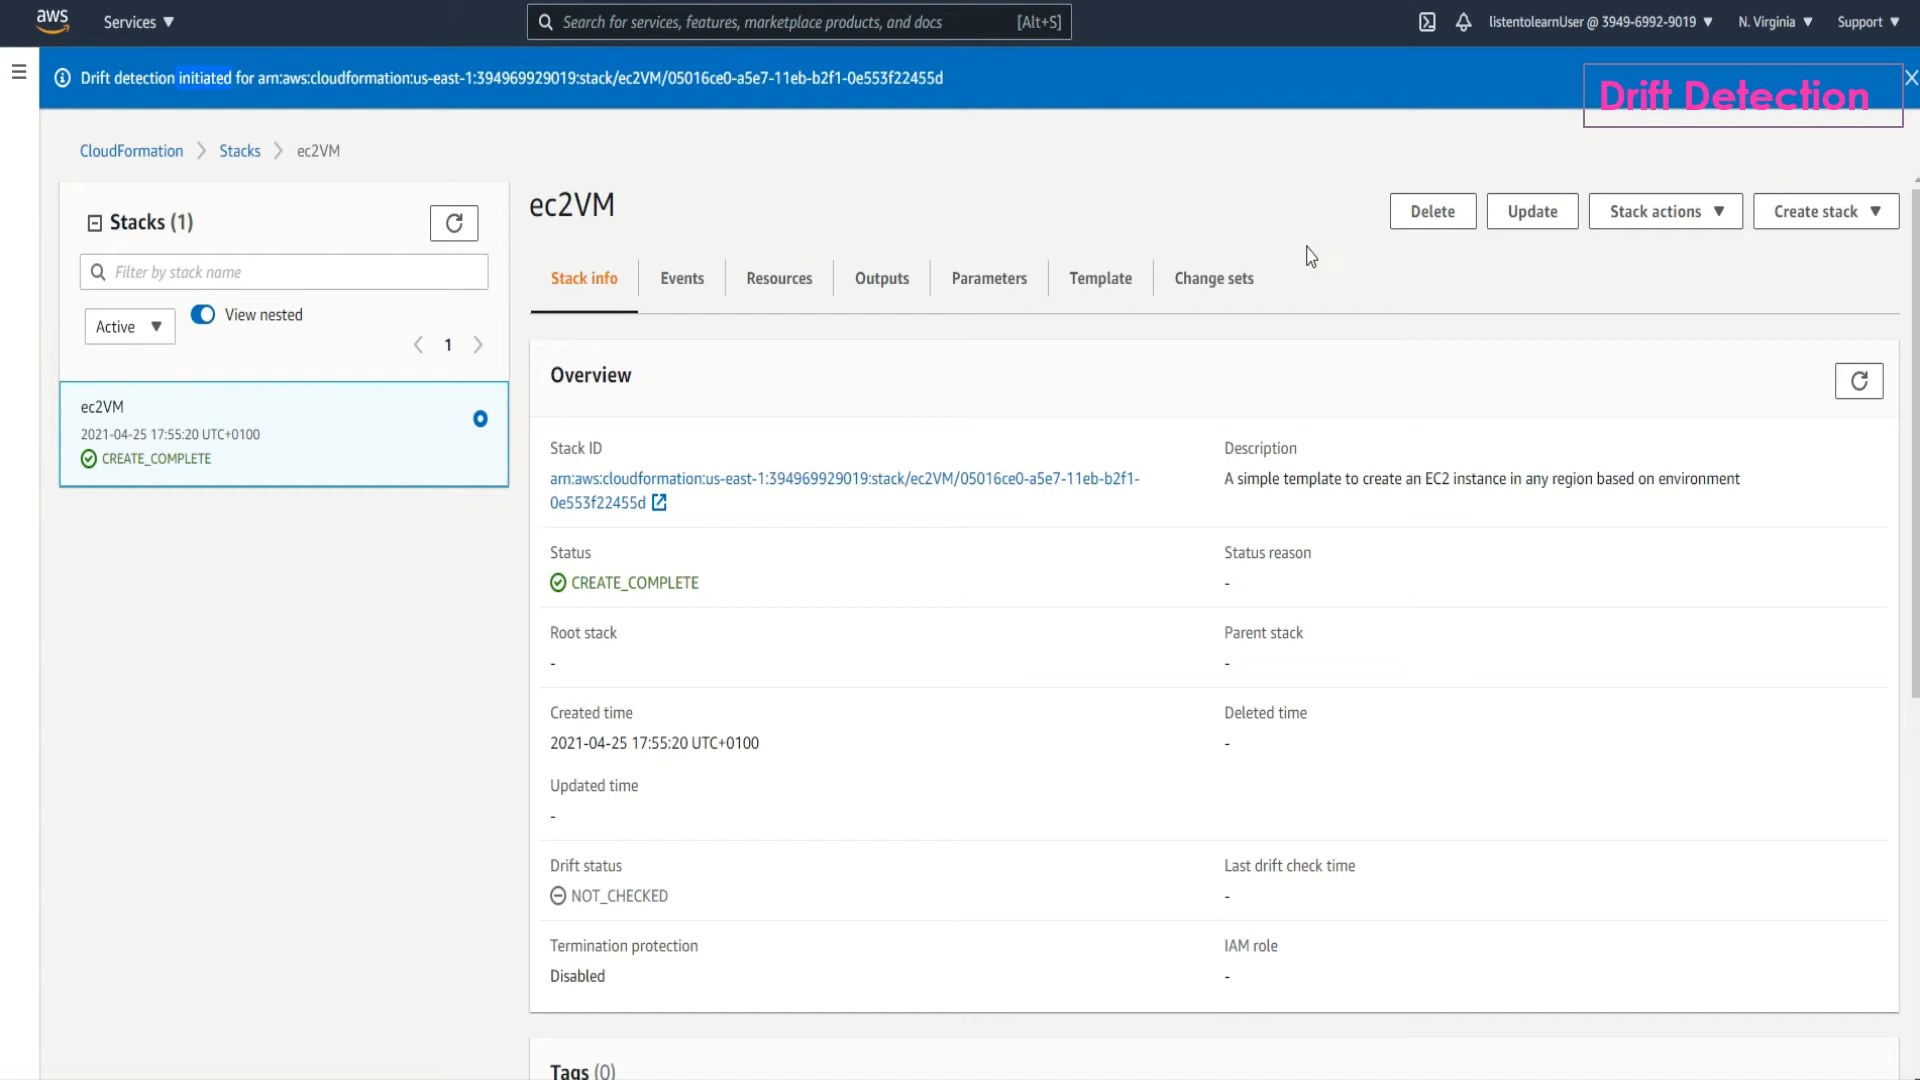 aws Services Search for services, features, marketplace products, and docs [Alt+S] listentolearnUser @ 3949-6992-9019 N. Virginia Support
Drift detection initiated for arn:aws:cloudformation:us-east-1:394969929019:stack/ec2VM/05016ce0-a5e7-11eb-b2f1-0e553f22455d
Drift Detection
CloudFormation Stacks ec2VM
Stacks (1)
Filter by stack name
Active View nested
1
ec2VM
2021-04-25 17:55:20 UTC+0100
CREATE_COMPLETE
ec2VM
Delete Update Stack actions Create stack
Stack info Events Resources Outputs Parameters Template Change sets
Overview
Stack ID
arn:aws:cloudformation:us-east-1:394969929019:stack/ec2VM/05016ce0-a5e7-11eb-b2f1-
0e553f22455d
Description
A simple template to create an EC2 instance in any region based on environment
Status
CREATE_COMPLETE
Status reason
-
Root stack
-
Parent stack
-
Created time
2021-04-25 17:55:20 UTC+0100
Deleted time
-
Updated time
-
Drift status
NOT_CHECKED
Last drift check time
-
Termination protection
Disabled
IAM role
-
Tags (0)